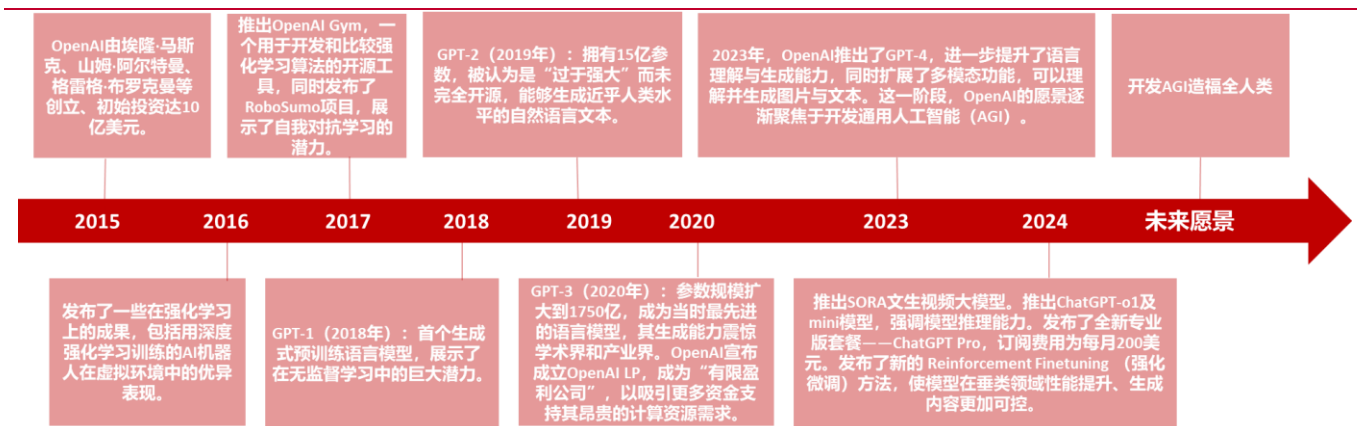 OpenAI由埃隆·马斯
克、山姆·阿尔特曼、
格雷格·布罗克曼等
创立、初始投资达10
亿美元。
推出OpenAI Gym，一
个用于开发和比较强
化学习算法的开源工
具，同时发布了
RoboSumo项目，展
示了自我对抗学习的
潜力。
GPT-2（2019年）：拥有15亿参
数，被认为是“过于强大”而未
完全开源，能够生成近乎人类水
平的自然语言文本。
2023年，OpenAI推出了GPT-4，进一步提升了语言
理解与生成能力，同时扩展了多模态功能，可以理
解并生成图片与文本。这一阶段，OpenAI的愿景逐
渐聚焦于开发通用人工智能（AGI）。
开发AGI造福全人类
2015 2016 2017 2018 2019 2020 2023 2024 未来愿景
发布了一些在强化学习
上的成果，包括用深度
强化学习训练的AI机器
人在虚拟环境中的优异
表现。
GPT-1（2018年）：首个生成
式预训练语言模型，展示了
在无监督学习中的巨大潜力。
GPT-3（2020年）：参数规模扩
大到1750亿，成为当时最先进
的语言模型，其生成能力震惊
学术界和产业界。OpenAI宣布
成立OpenAI LP，成为“有限盈
利公司”，以吸引更多资金支
持其昂贵的计算资源需求。
推出SORA文生视频大模型。推出ChatGPT-o1及
mini模型，强调模型推理能力。发布了全新专业
版套餐——ChatGPT Pro，订阅费用为每月200美
元。发布了新的 Reinforcement Finetuning （强化
微调）方法，使模型在垂类领域性能提升、生成
内容更加可控。